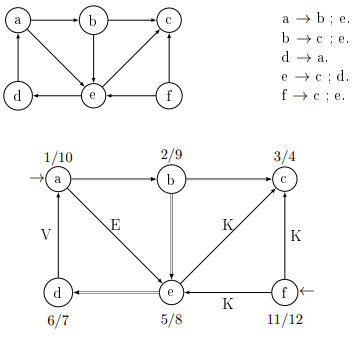 a b c
d e f
a → b ; e.
b → c ; e.
d → a.
e → c ; d.
f → c ; e.
1/10 2/9 3/4
→ a b c
V E K K
d e f ←
K
6/7 5/8 11/12